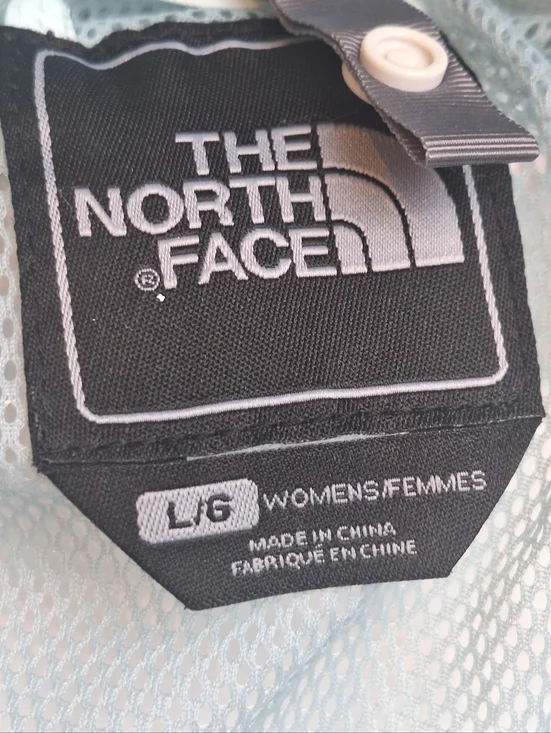 THE
NORTH
FACE
®
L/G WOMENS/FEMMES
MADE IN CHINA
FABRIQUÉ EN CHINE